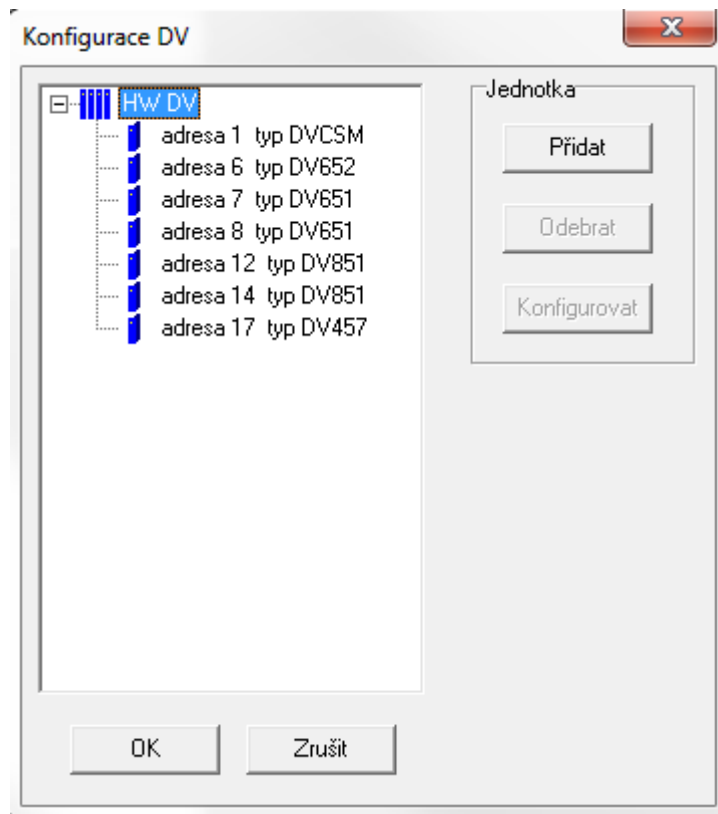 Konfigurace DV
HW DV
adresa 1 typ DVCSM
adresa 6 typ DV652
adresa 7 typ DV651
adresa 8 typ DV651
adresa 12 typ DV851
adresa 14 typ DV851
adresa 17 typ DV457
Jednotka
Přidat
Odebrat
Konfigurovat
OK
Zrušit